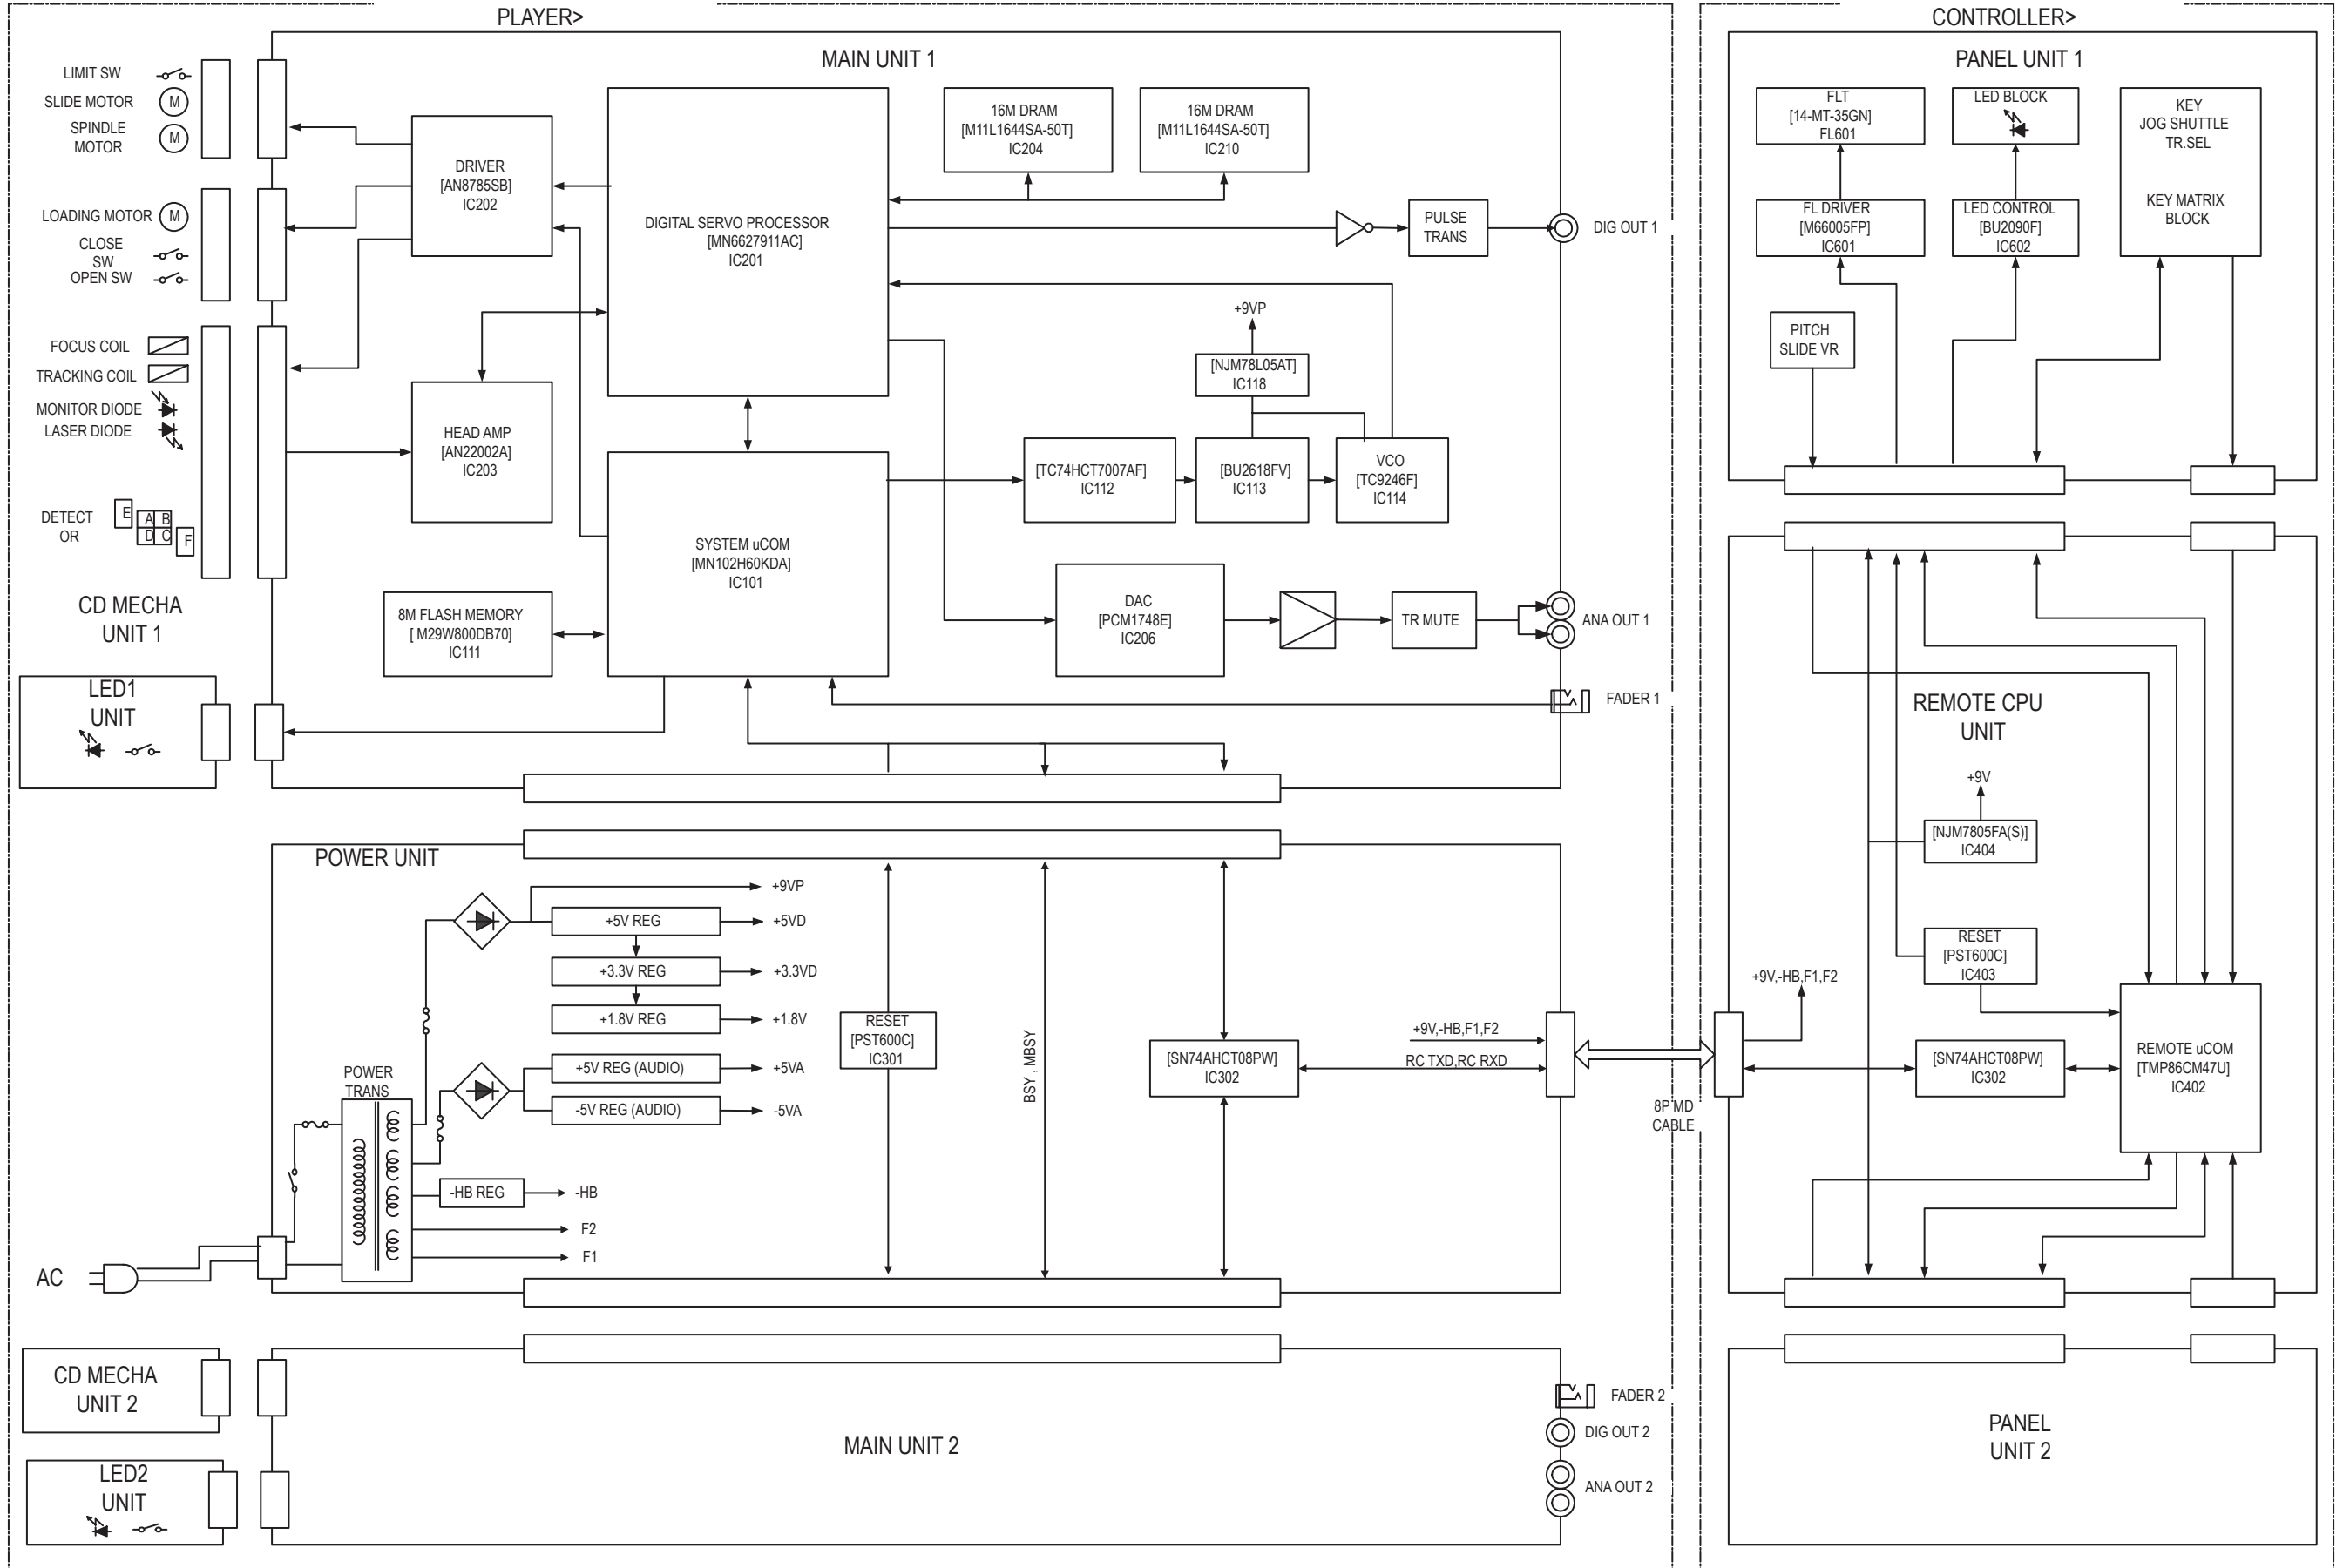 PLAYER>
MAIN UNIT 1
LIMIT SW
SLIDE MOTOR
M
SPINDLE
MOTOR
M
LOADING MOTOR
M
CLOSE
SW
OPEN SW
FOCUS COIL
TRACKING COIL
MONITOR DIODE
LASER DIODE
DETECT
OR
E
A B
D C
F
CD MECHA
UNIT 1
LED1
UNIT
DRIVER
[AN8785SB]
IC202
HEAD AMP
[AN22002A]
IC203
8M FLASH MEMORY
[ M29W800DB70]
IC111
DIGITAL SERVO PROCESSOR
[MN6627911AC]
IC201
SYSTEM uCOM
[MN102H60KDA]
IC101
16M DRAM
[M11L1644SA-50T]
IC204
16M DRAM
[M11L1644SA-50T]
IC210
PULSE
TRANS
DIG OUT 1
+9VP
[NJM78L05AT]
IC118
[TC74HCT7007AF]
IC112
[BU2618FV]
IC113
VCO
[TC9246F]
IC114
DAC
[PCM1748E]
IC206
TR MUTE
ANA OUT 1
FADER 1
POWER UNIT
+9VP
+5V REG
+5VD
+3.3V REG
+3.3VD
+1.8V REG
+1.8V
+5V REG (AUDIO)
+5VA
-5V REG (AUDIO)
-5VA
POWER
TRANS
-HB REG
-HB
F2
F1
AC
RESET
[PST600C]
IC301
BSY , MBSY
[SN74AHCT08PW]
IC302
+9V,-HB,F1,F2
RC TXD,RC RXD
8P MD
CABLE
CD MECHA
UNIT 2
LED2
UNIT
MAIN UNIT 2
FADER 2
DIG OUT 2
ANA OUT 2
CONTROLLER>
PANEL UNIT 1
FLT
[14-MT-35GN]
FL601
LED BLOCK
KEY
JOG SHUTTLE
TR.SEL
KEY MATRIX
BLOCK
FL DRIVER
[M66005FP]
IC601
LED CONTROL
[BU2090F]
IC602
PITCH
SLIDE VR
REMOTE CPU
UNIT
+9V
[NJM7805FA(S)]
IC404
RESET
[PST600C]
IC403
+9V,-HB,F1,F2
[SN74AHCT08PW]
IC302
REMOTE uCOM
[TMP86CM47U]
IC402
PANEL
UNIT 2